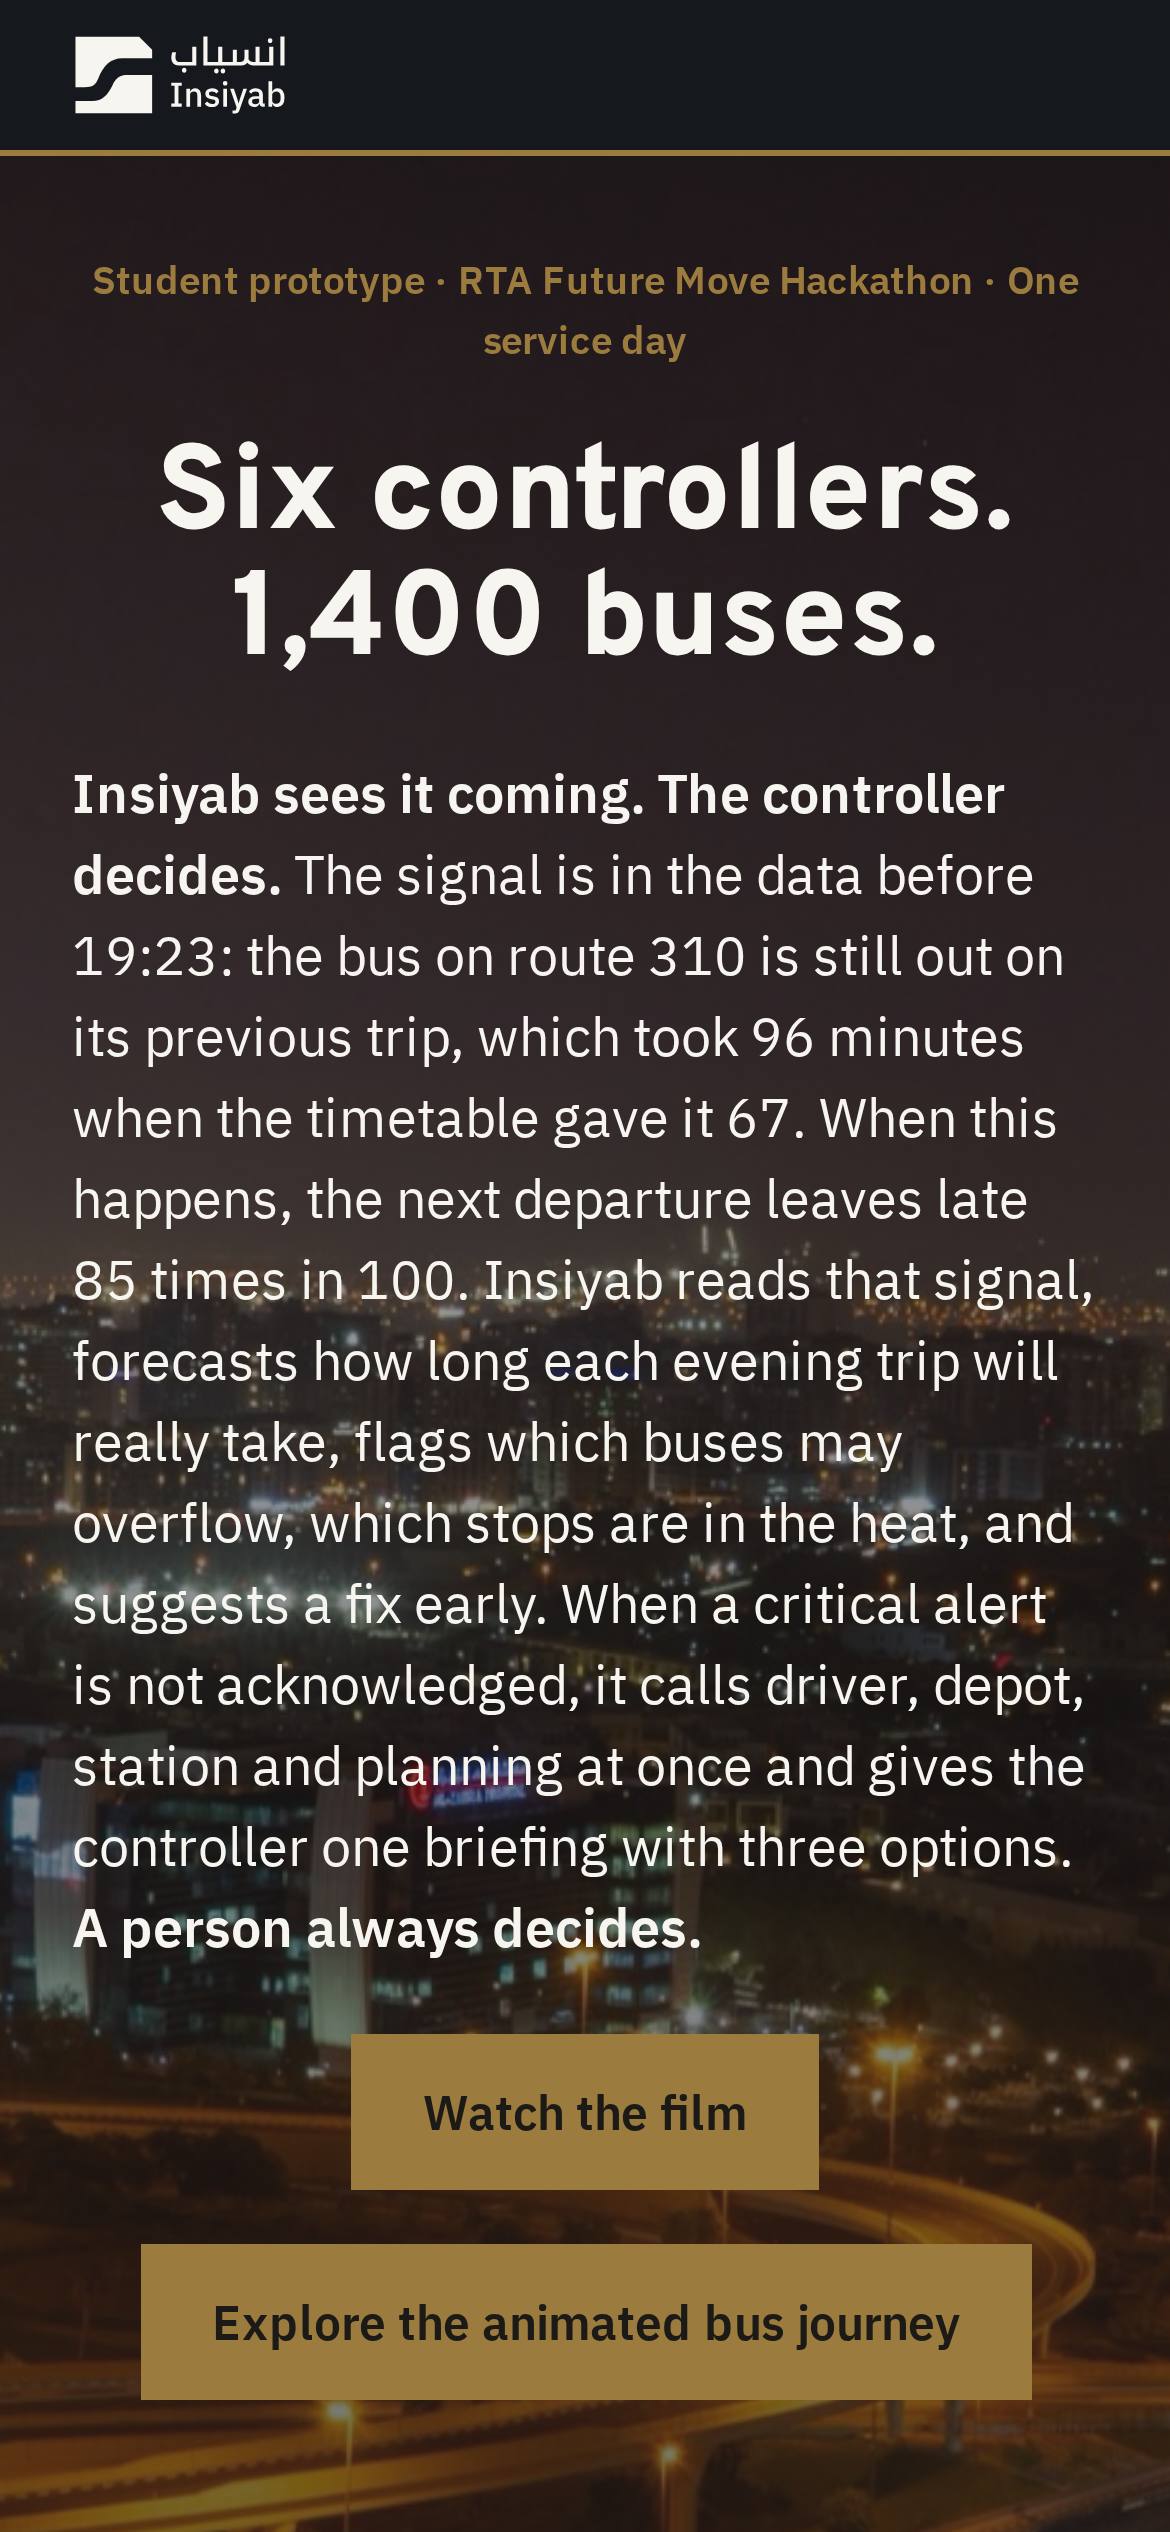 انسياب
Insiyab
Student prototype · RTA Future Move Hackathon · One
service day
Six controllers.
1,400 buses.
Insiyab sees it coming. The controller
decides. The signal is in the data before
19:23: the bus on route 310 is still out on
its previous trip, which took 96 minutes
when the timetable gave it 67. When this
happens, the next departure leaves late
85 times in 100. Insiyab reads that signal,
forecasts how long each evening trip will
really take, flags which buses may
overflow, which stops are in the heat, and
suggests a fix early. When a critical alert
is not acknowledged, it calls driver, depot,
station and planning at once and gives the
controller one briefing with three options.
A person always decides.
Watch the film
Explore the animated bus journey